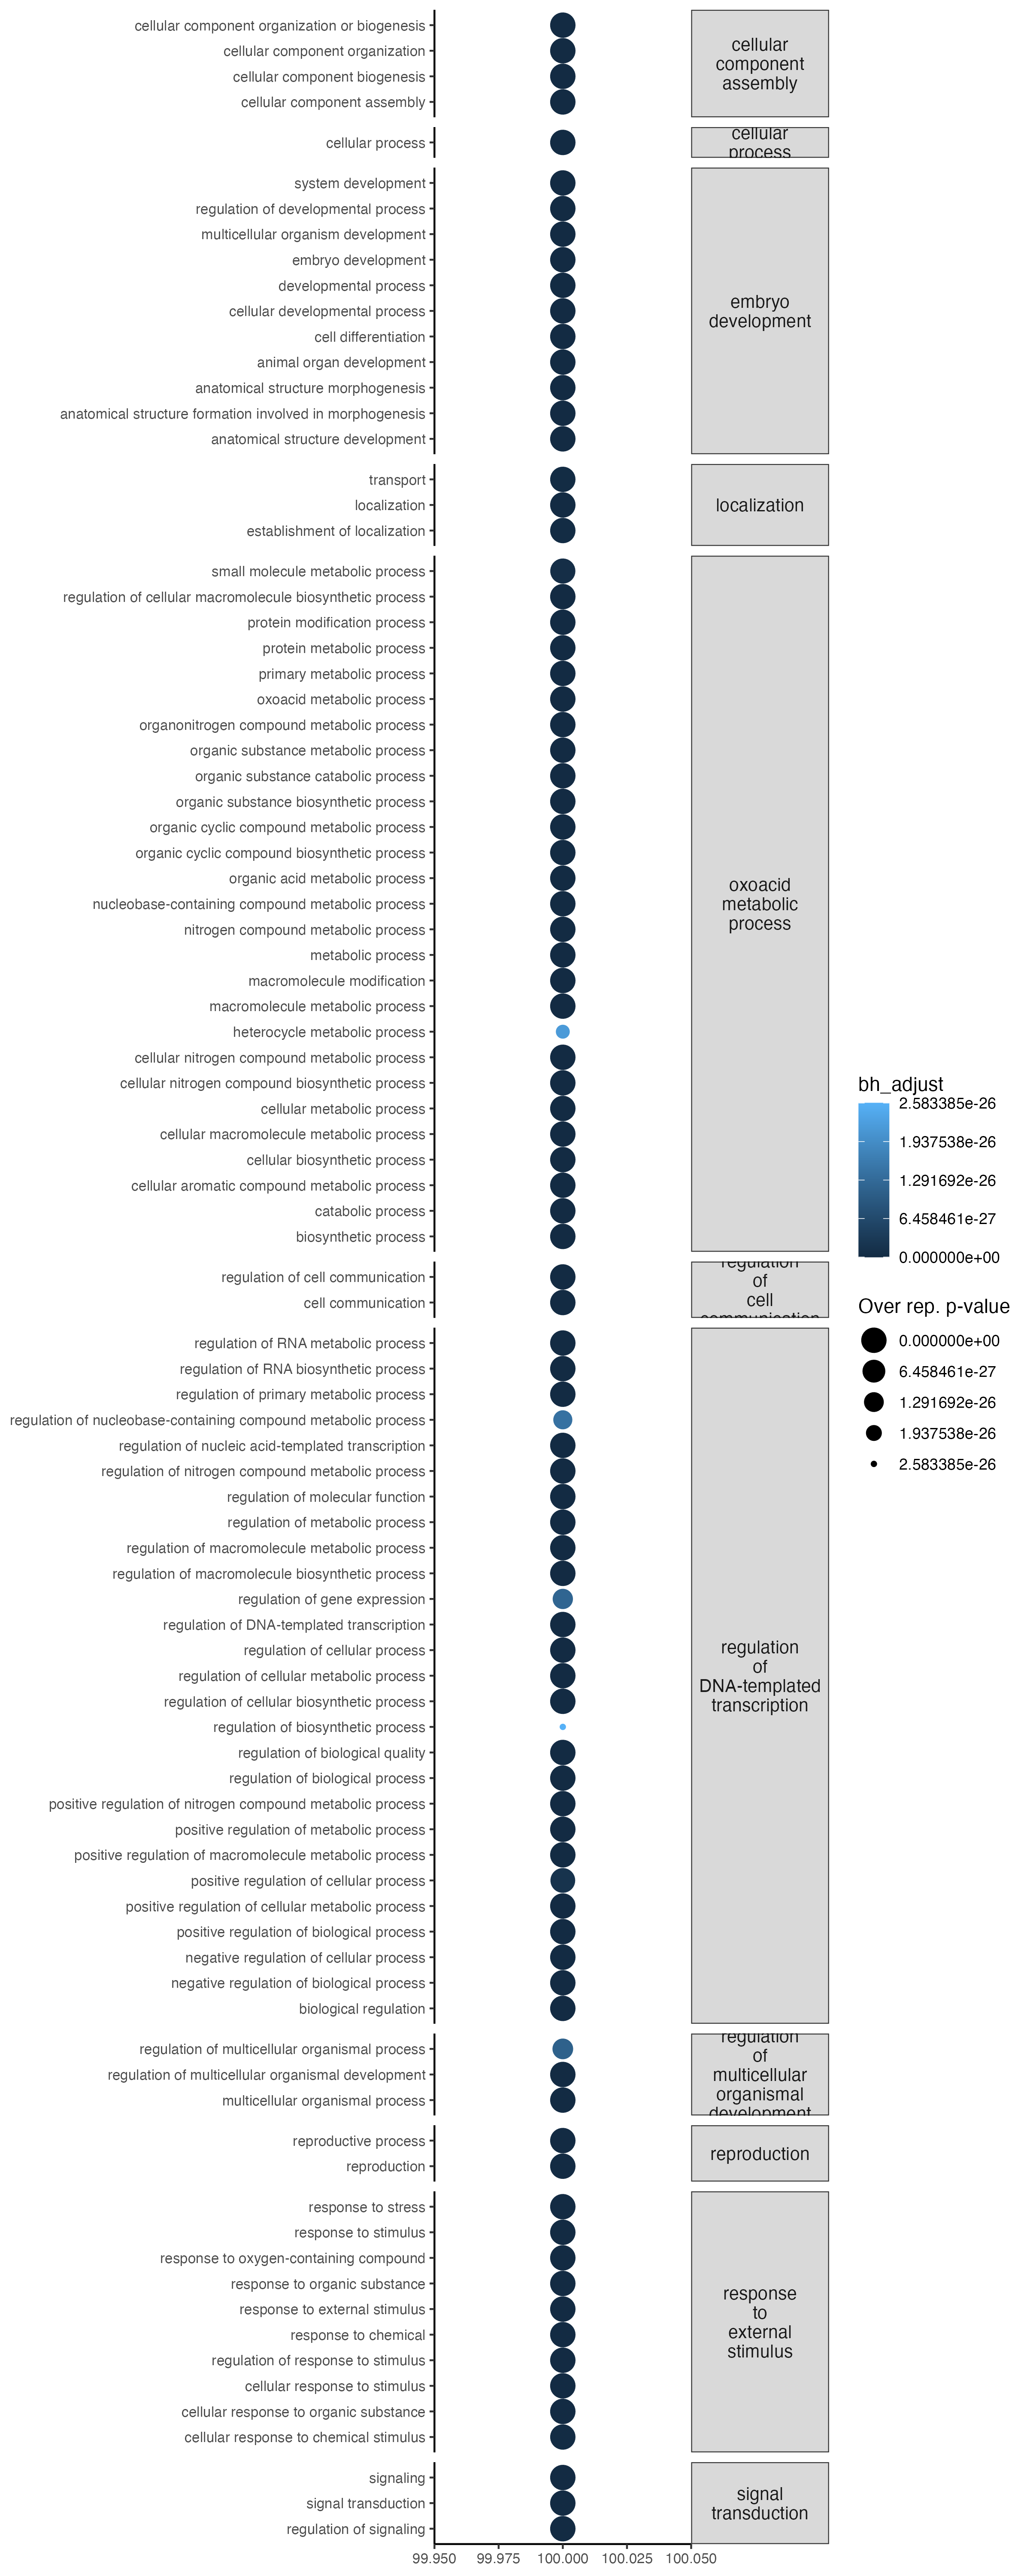 cellular component organization or biogenesis
cellular component organization
cellular component biogenesis
cellular component assembly
cellular
component
assembly
cellular process
cellular
process
system development
regulation of developmental process
multicellular organism development
embryo development
developmental process
cellular developmental process
cell differentiation
animal organ development
anatomical structure morphogenesis
anatomical structure formation involved in morphogenesis
anatomical structure development
embryo
development
transport
localization
establishment of localization
localization
small molecule metabolic process
regulation of cellular macromolecule biosynthetic process
protein modification process
protein metabolic process
primary metabolic process
oxoacid metabolic process
organonitrogen compound metabolic process
organic substance metabolic process
organic substance catabolic process
organic substance biosynthetic process
organic cyclic compound metabolic process
organic cyclic compound biosynthetic process
organic acid metabolic process
nucleobase-containing compound metabolic process
nitrogen compound metabolic process
metabolic process
macromolecule modification
macromolecule metabolic process
heterocycle metabolic process
cellular nitrogen compound metabolic process
cellular nitrogen compound biosynthetic process
cellular metabolic process
cellular macromolecule metabolic process
cellular biosynthetic process
cellular aromatic compound metabolic process
catabolic process
biosynthetic process
oxoacid
metabolic
process
regulation of cell communication
cell communication
regulation
of
cell
communication
regulation of RNA metabolic process
regulation of RNA biosynthetic process
regulation of primary metabolic process
regulation of nucleobase-containing compound metabolic process
regulation of nucleic acid-templated transcription
regulation of nitrogen compound metabolic process
regulation of molecular function
regulation of metabolic process
regulation of macromolecule metabolic process
regulation of macromolecule biosynthetic process
regulation of gene expression
regulation of DNA-templated transcription
regulation of cellular process
regulation of cellular metabolic process
regulation of cellular biosynthetic process
regulation of biosynthetic process
regulation of biological quality
regulation of biological process
positive regulation of nitrogen compound metabolic process
positive regulation of metabolic process
positive regulation of macromolecule metabolic process
positive regulation of cellular process
positive regulation of cellular metabolic process
positive regulation of biological process
negative regulation of cellular process
negative regulation of biological process
biological regulation
regulation
of
DNA-templated
transcription
regulation of multicellular organismal process
regulation of multicellular organismal development
multicellular organismal process
regulation
of
multicellular
organismal
development
reproductive process
reproduction
reproduction
response to stress
response to stimulus
response to oxygen-containing compound
response to organic substance
response to external stimulus
response to chemical
regulation of response to stimulus
cellular response to stimulus
cellular response to organic substance
cellular response to chemical stimulus
response
to
external
stimulus
signaling
signal transduction
regulation of signaling
signal
transduction
99.950 99.975 100.000 100.025 100.050
bh_adjust
2.583385e-26
1.937538e-26
1.291692e-26
6.458461e-27
0.000000e+00
Over rep. p-value
0.000000e+00
6.458461e-27
1.291692e-26
1.937538e-26
2.583385e-26